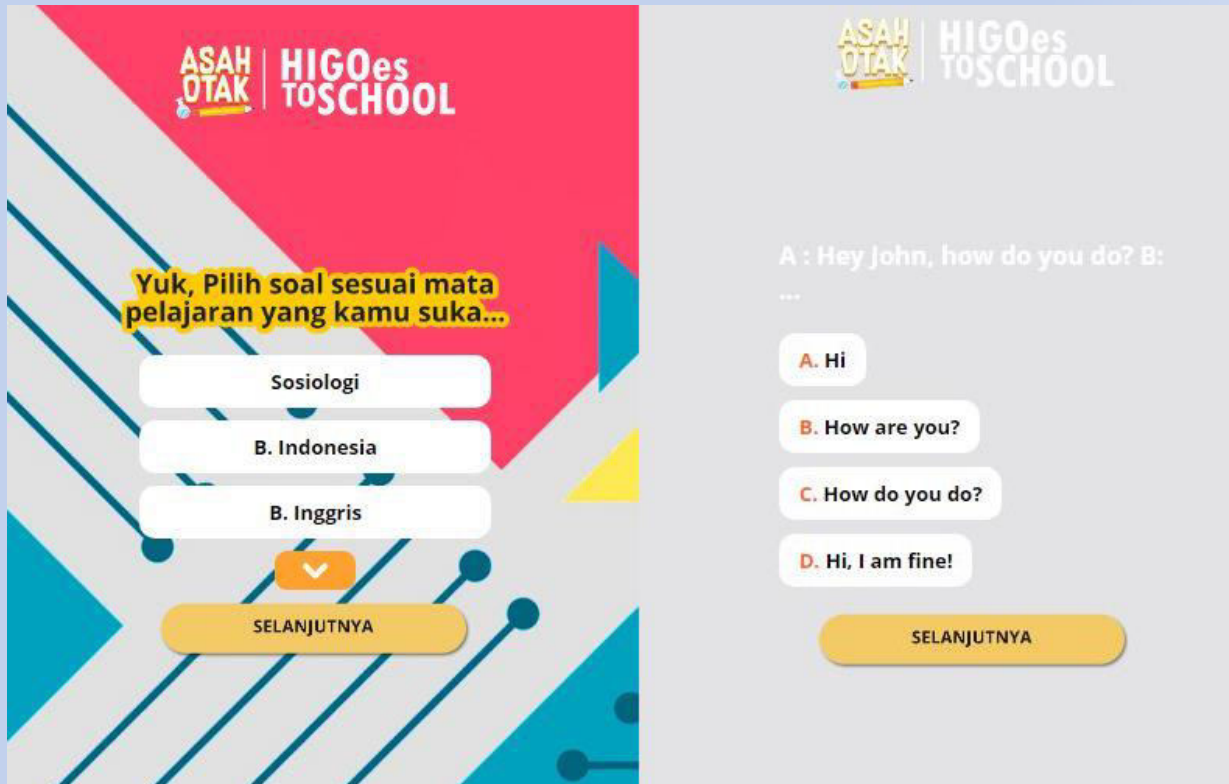 ASAH
OTAK
HIGOes
TOSCHOOL
Yuk, Pilih soal sesuai mata
pelajaran yang kamu suka...
Sosiologi
B. Indonesia
B. Inggris
SELANJUTNYA
ASAH
OTAK
HIGOes
TOSCHOOL
A : Hey John, how do you do? B:
...
A. Hi
B. How are you?
C. How do you do?
D. Hi, I am fine!
SELANJUTNYA